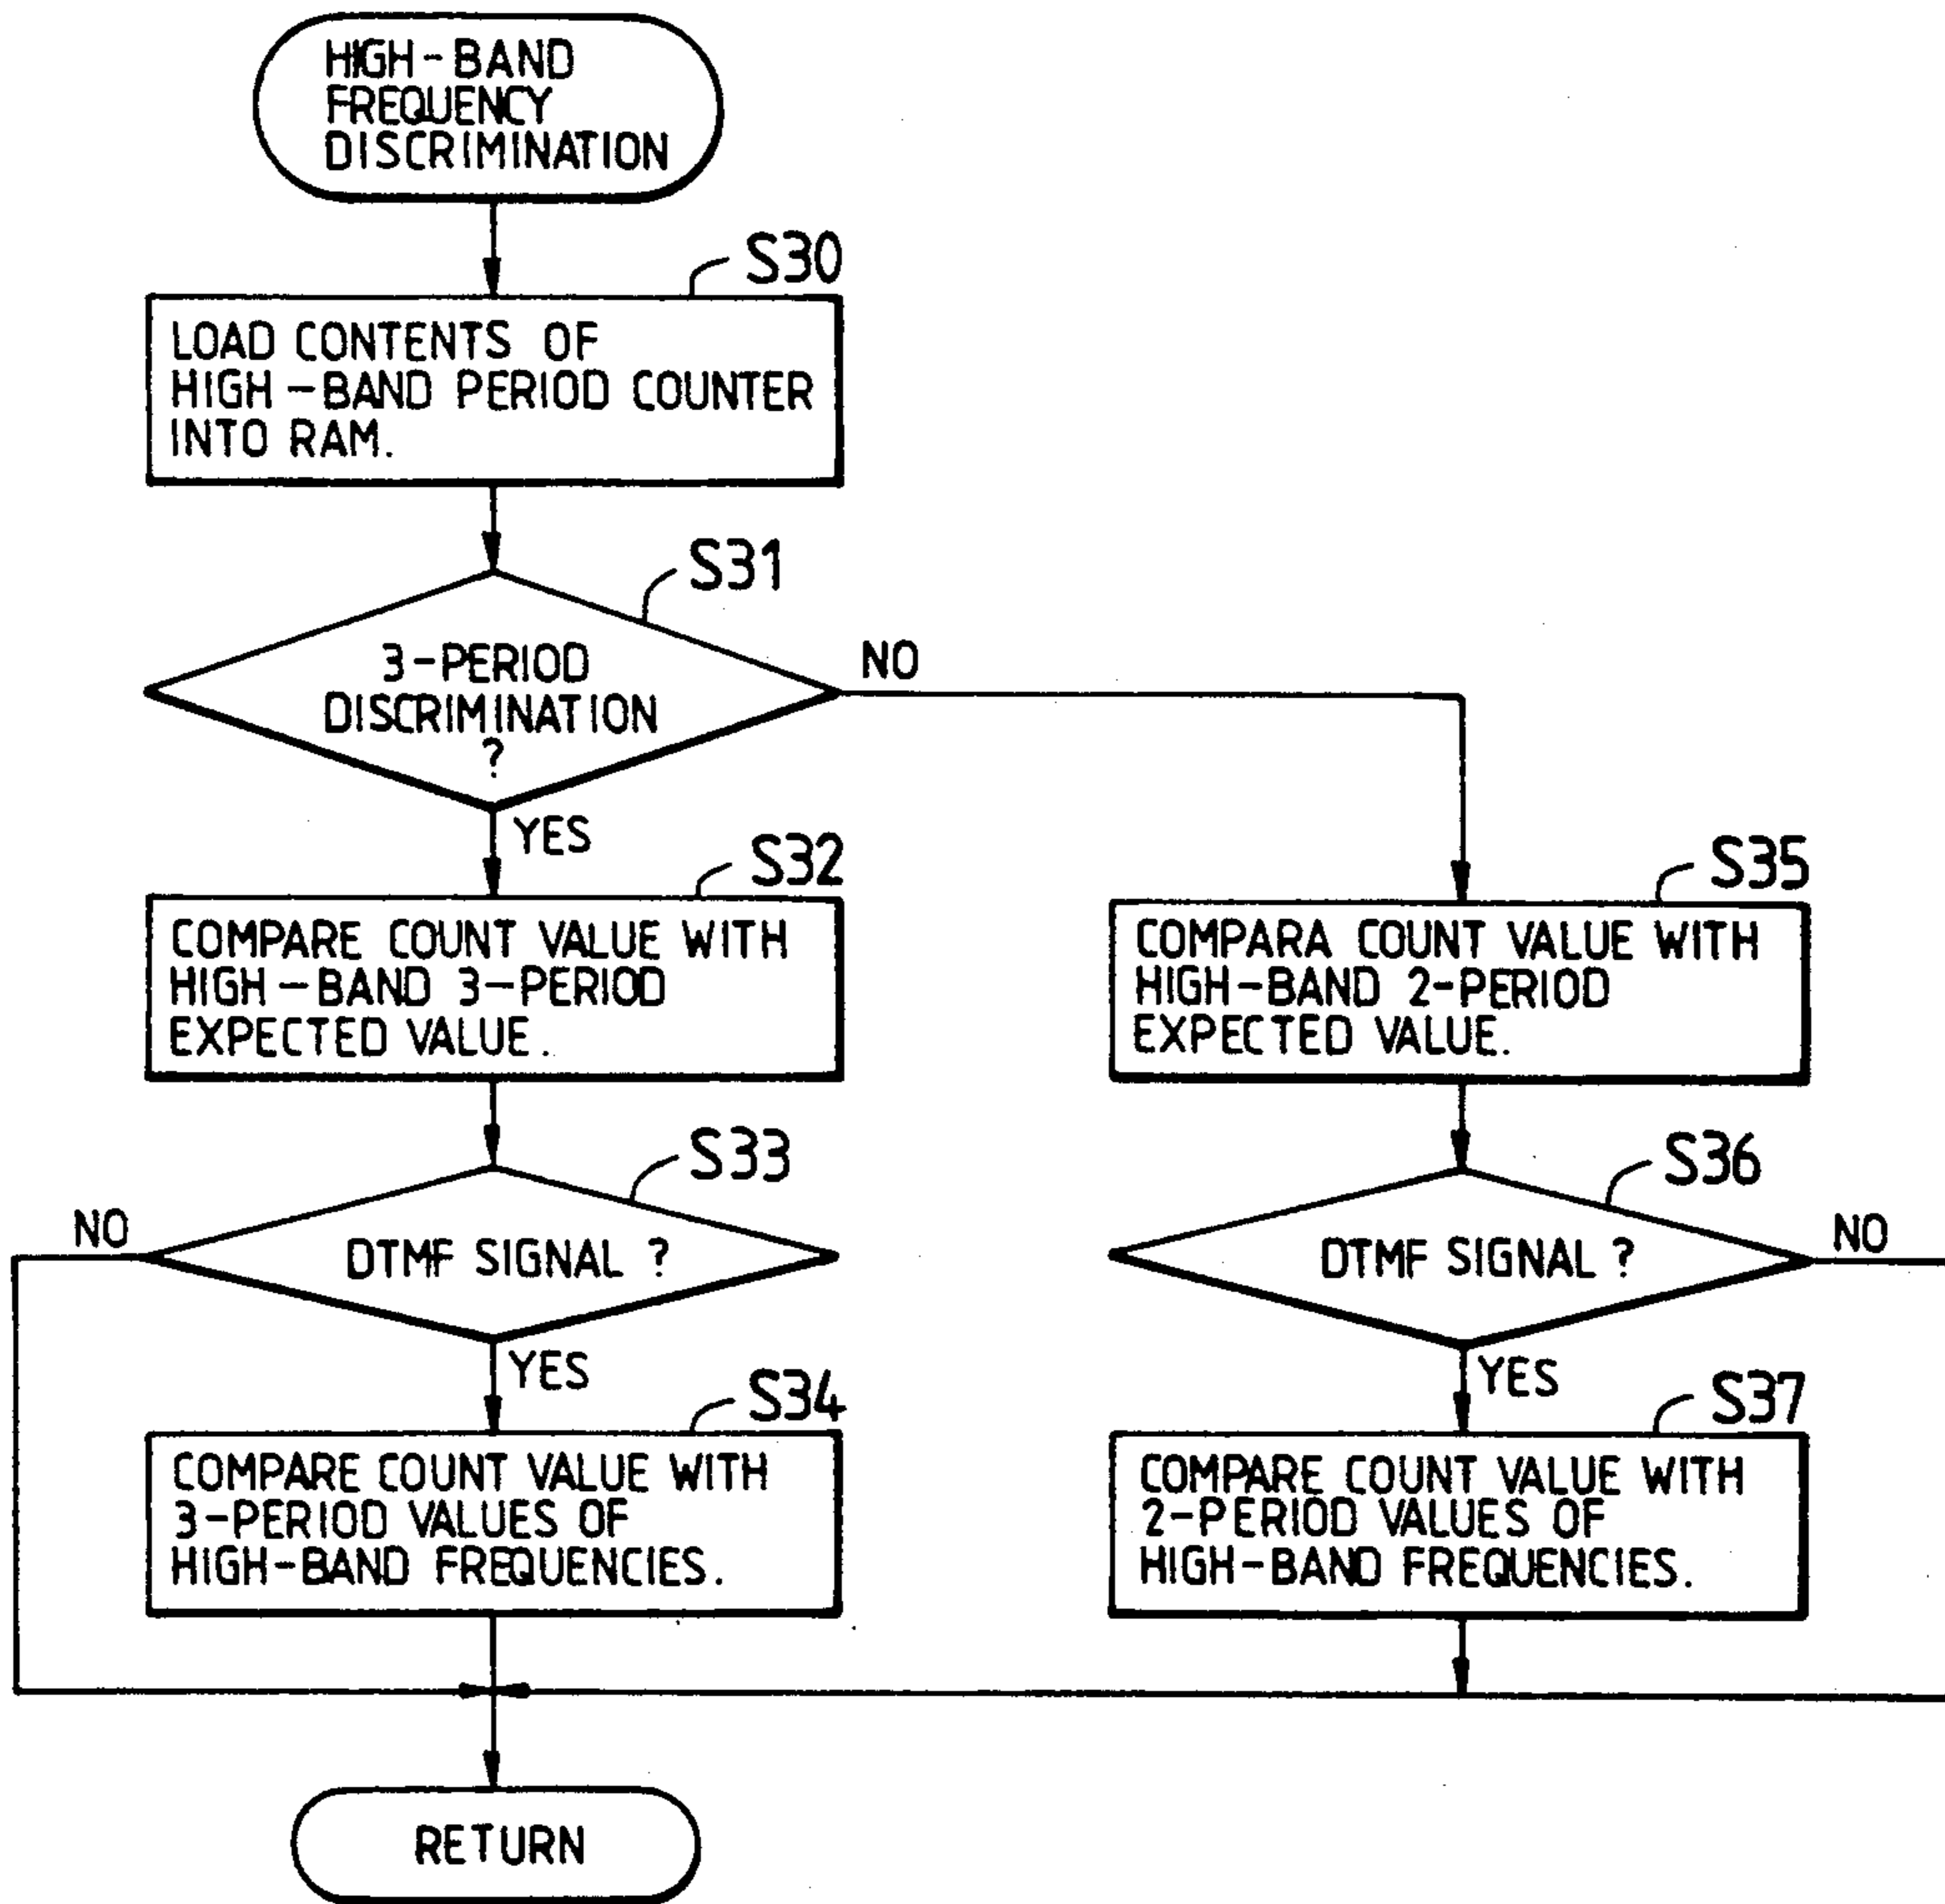 HIGH-BAND
FREQUENCY
DISCRIMINATION
S30
LOAD CONTENTS OF
HIGH-BAND PERIOD COUNTER
INTO RAM.
S31
3-PERIOD
DISCRIMINATION
?
NO
YES
S32
COMPARE COUNT VALUE WITH
HIGH-BAND 3-PERIOD
EXPECTED VALUE.
S35
COMPARA COUNT VALUE WITH
HIGH-BAND 2-PERIOD
EXPECTED VALUE.
S33
NO
DTMF SIGNAL ?
YES
S36
DTMF SIGNAL ?
NO
YES
S34
COMPARE COUNT VALUE WITH
3-PERIOD VALUES OF
HIGH-BAND FREQUENCIES.
S37
COMPARE COUNT VALUE WITH
2-PERIOD VALUES OF
HIGH-BAND FREQUENCIES.
RETURN